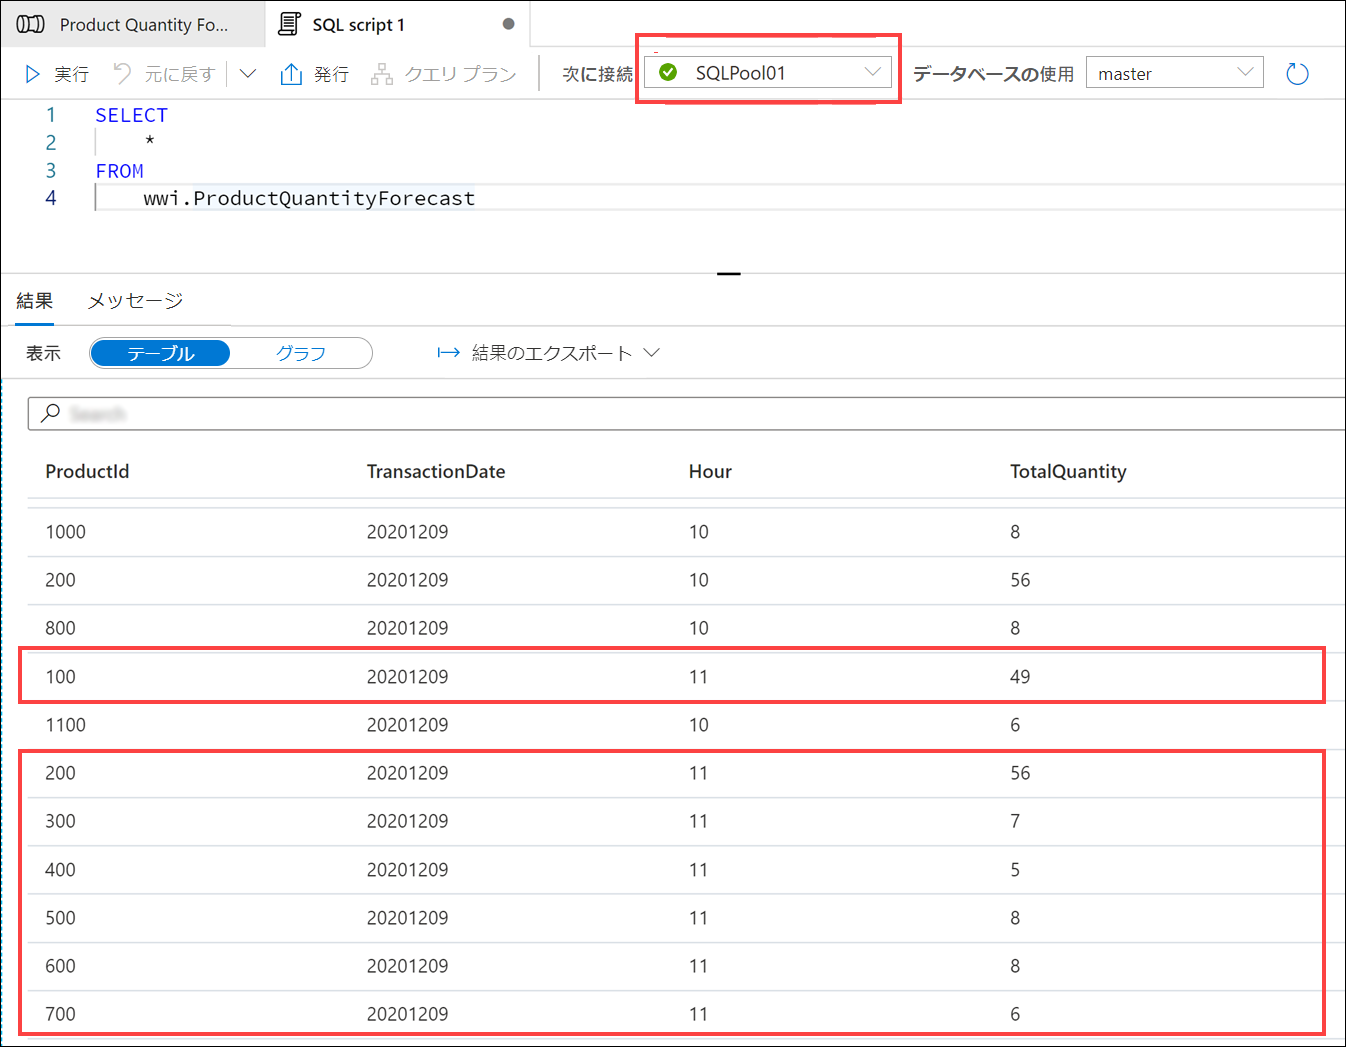 Product Quantity Fo... SQL script 1
実行 元に戻す 発行 クエリ プラン 次に接続 SQLPool01 データベースの使用 master
1 SELECT
2 *
3 FROM
4 wwi.ProductQuantityForecast
結果 メッセージ
表示 テーブル グラフ 結果のエクスポート
Search
ProductId TransactionDate Hour TotalQuantity
1000 20201209 10 8
200 20201209 10 56
800 20201209 10 8
100 20201209 11 49
1100 20201209 10 6
200 20201209 11 56
300 20201209 11 7
400 20201209 11 5
500 20201209 11 8
600 20201209 11 8
700 20201209 11 6